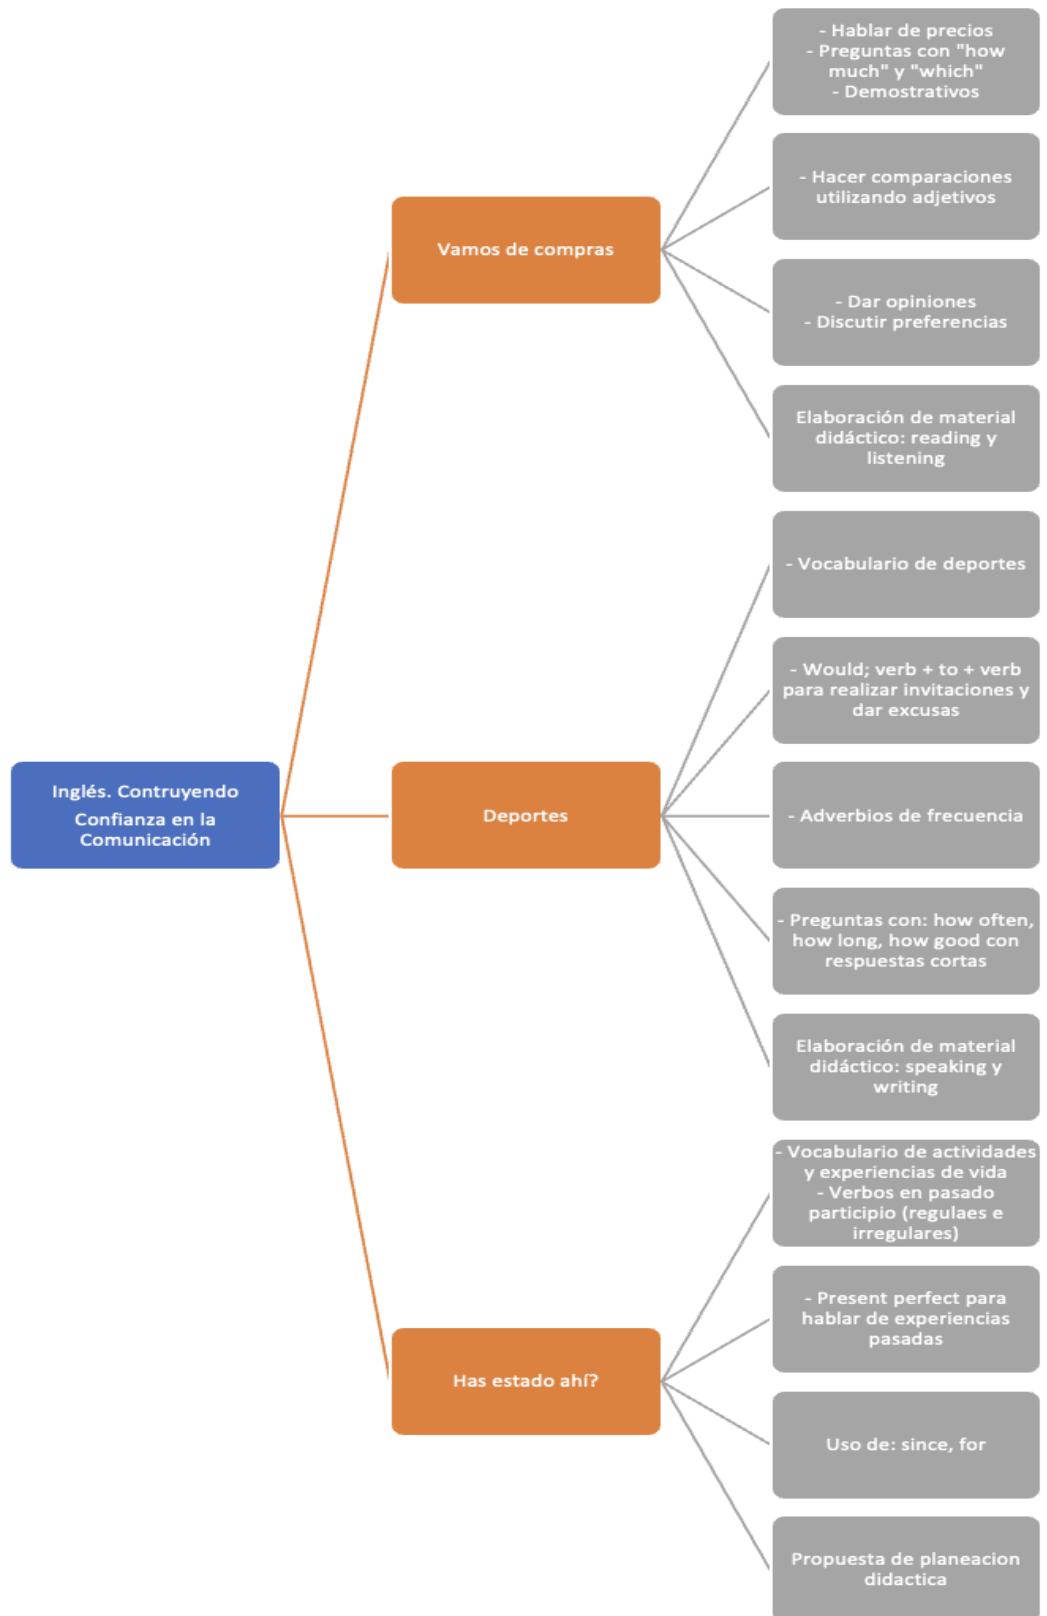 Inglés. Contruyendo
Confianza en la
Comunicación
Vamos de compras
- Hablar de precios
- Preguntas con "how
much" y "which"
- Demostrativos
- Hacer comparaciones
utilizando adjetivos
- Dar opiniones
- Discutir preferencias
Elaboración de material
didáctico: reading y
listening
Deportes
- Vocabulario de deportes
- Would; verb + to + verb
para realizar invitaciones y
dar excusas
- Adverbios de frecuencia
- Preguntas con: how often,
how long, how good con
respuestas cortas
Elaboración de material
didáctico: speaking y
writing
Has estado ahí?
- Vocabulario de actividades
y experiencias de vida
- Verbos en pasado
participio (regulaes e
irregulares)
- Present perfect para
hablar de experiencias
pasadas
Uso de: since, for
Propuesta de planeacion
didactica